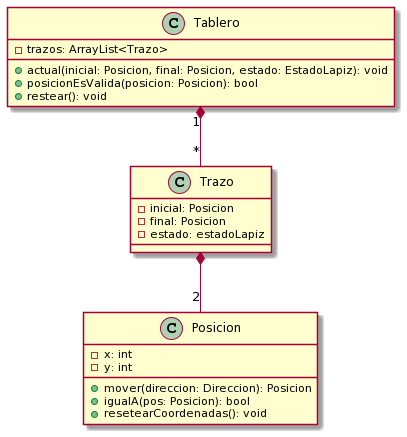 C Tablero
trazos: ArrayList<Trazo>
actual(inicial: Posicion, final: Posicion, estado: EstadoLapiz): void
posicionEsValida(posicion: Posicion): bool
restear(): void
1
*
C Trazo
inicial: Posicion
final: Posicion
estado: estadoLapiz
2
C Posicion
x: int
y: int
mover(direccion: Direccion): Posicion
igualA(pos: Posicion): bool
resetearCoordenadas(): void